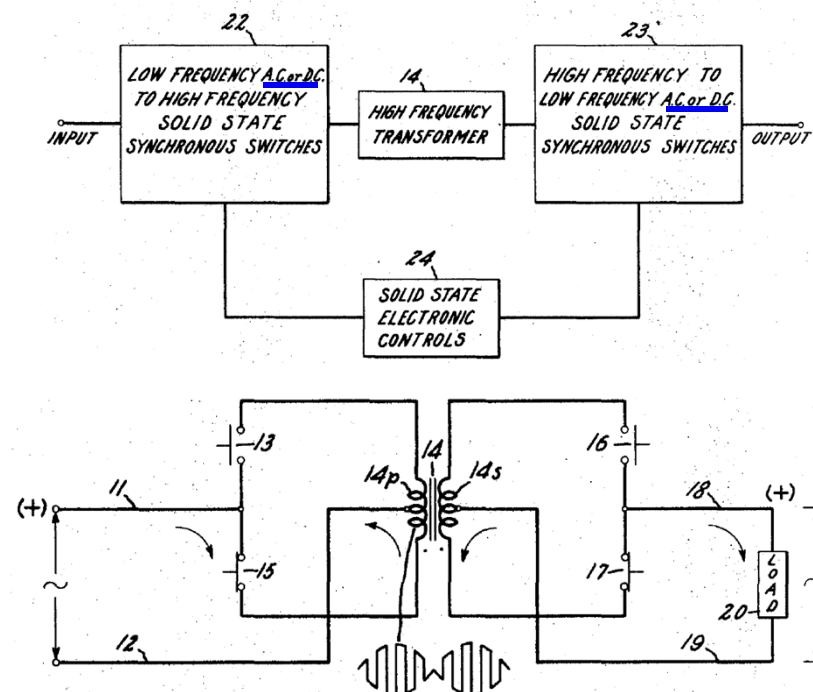 22
LOW FREQUENCY A.C. or D.C.
TO HIGH FREQUENCY
SOLID STATE
SYNCHRONOUS SWITCHES
INPUT
14
HIGH FREQUENCY
TRANSFORMER
23
HIGH FREQUENCY TO
LOW FREQUENCY A.C. or D.C.
SOLID STATE
SYNCHRONOUS SWITCHES
OUTPUT
24
SOLID STATE
ELECTRONIC
CONTROLS
13
14
16
14p
14s
11
18
(+)
(+)
15
17
LOAD
20
12
19